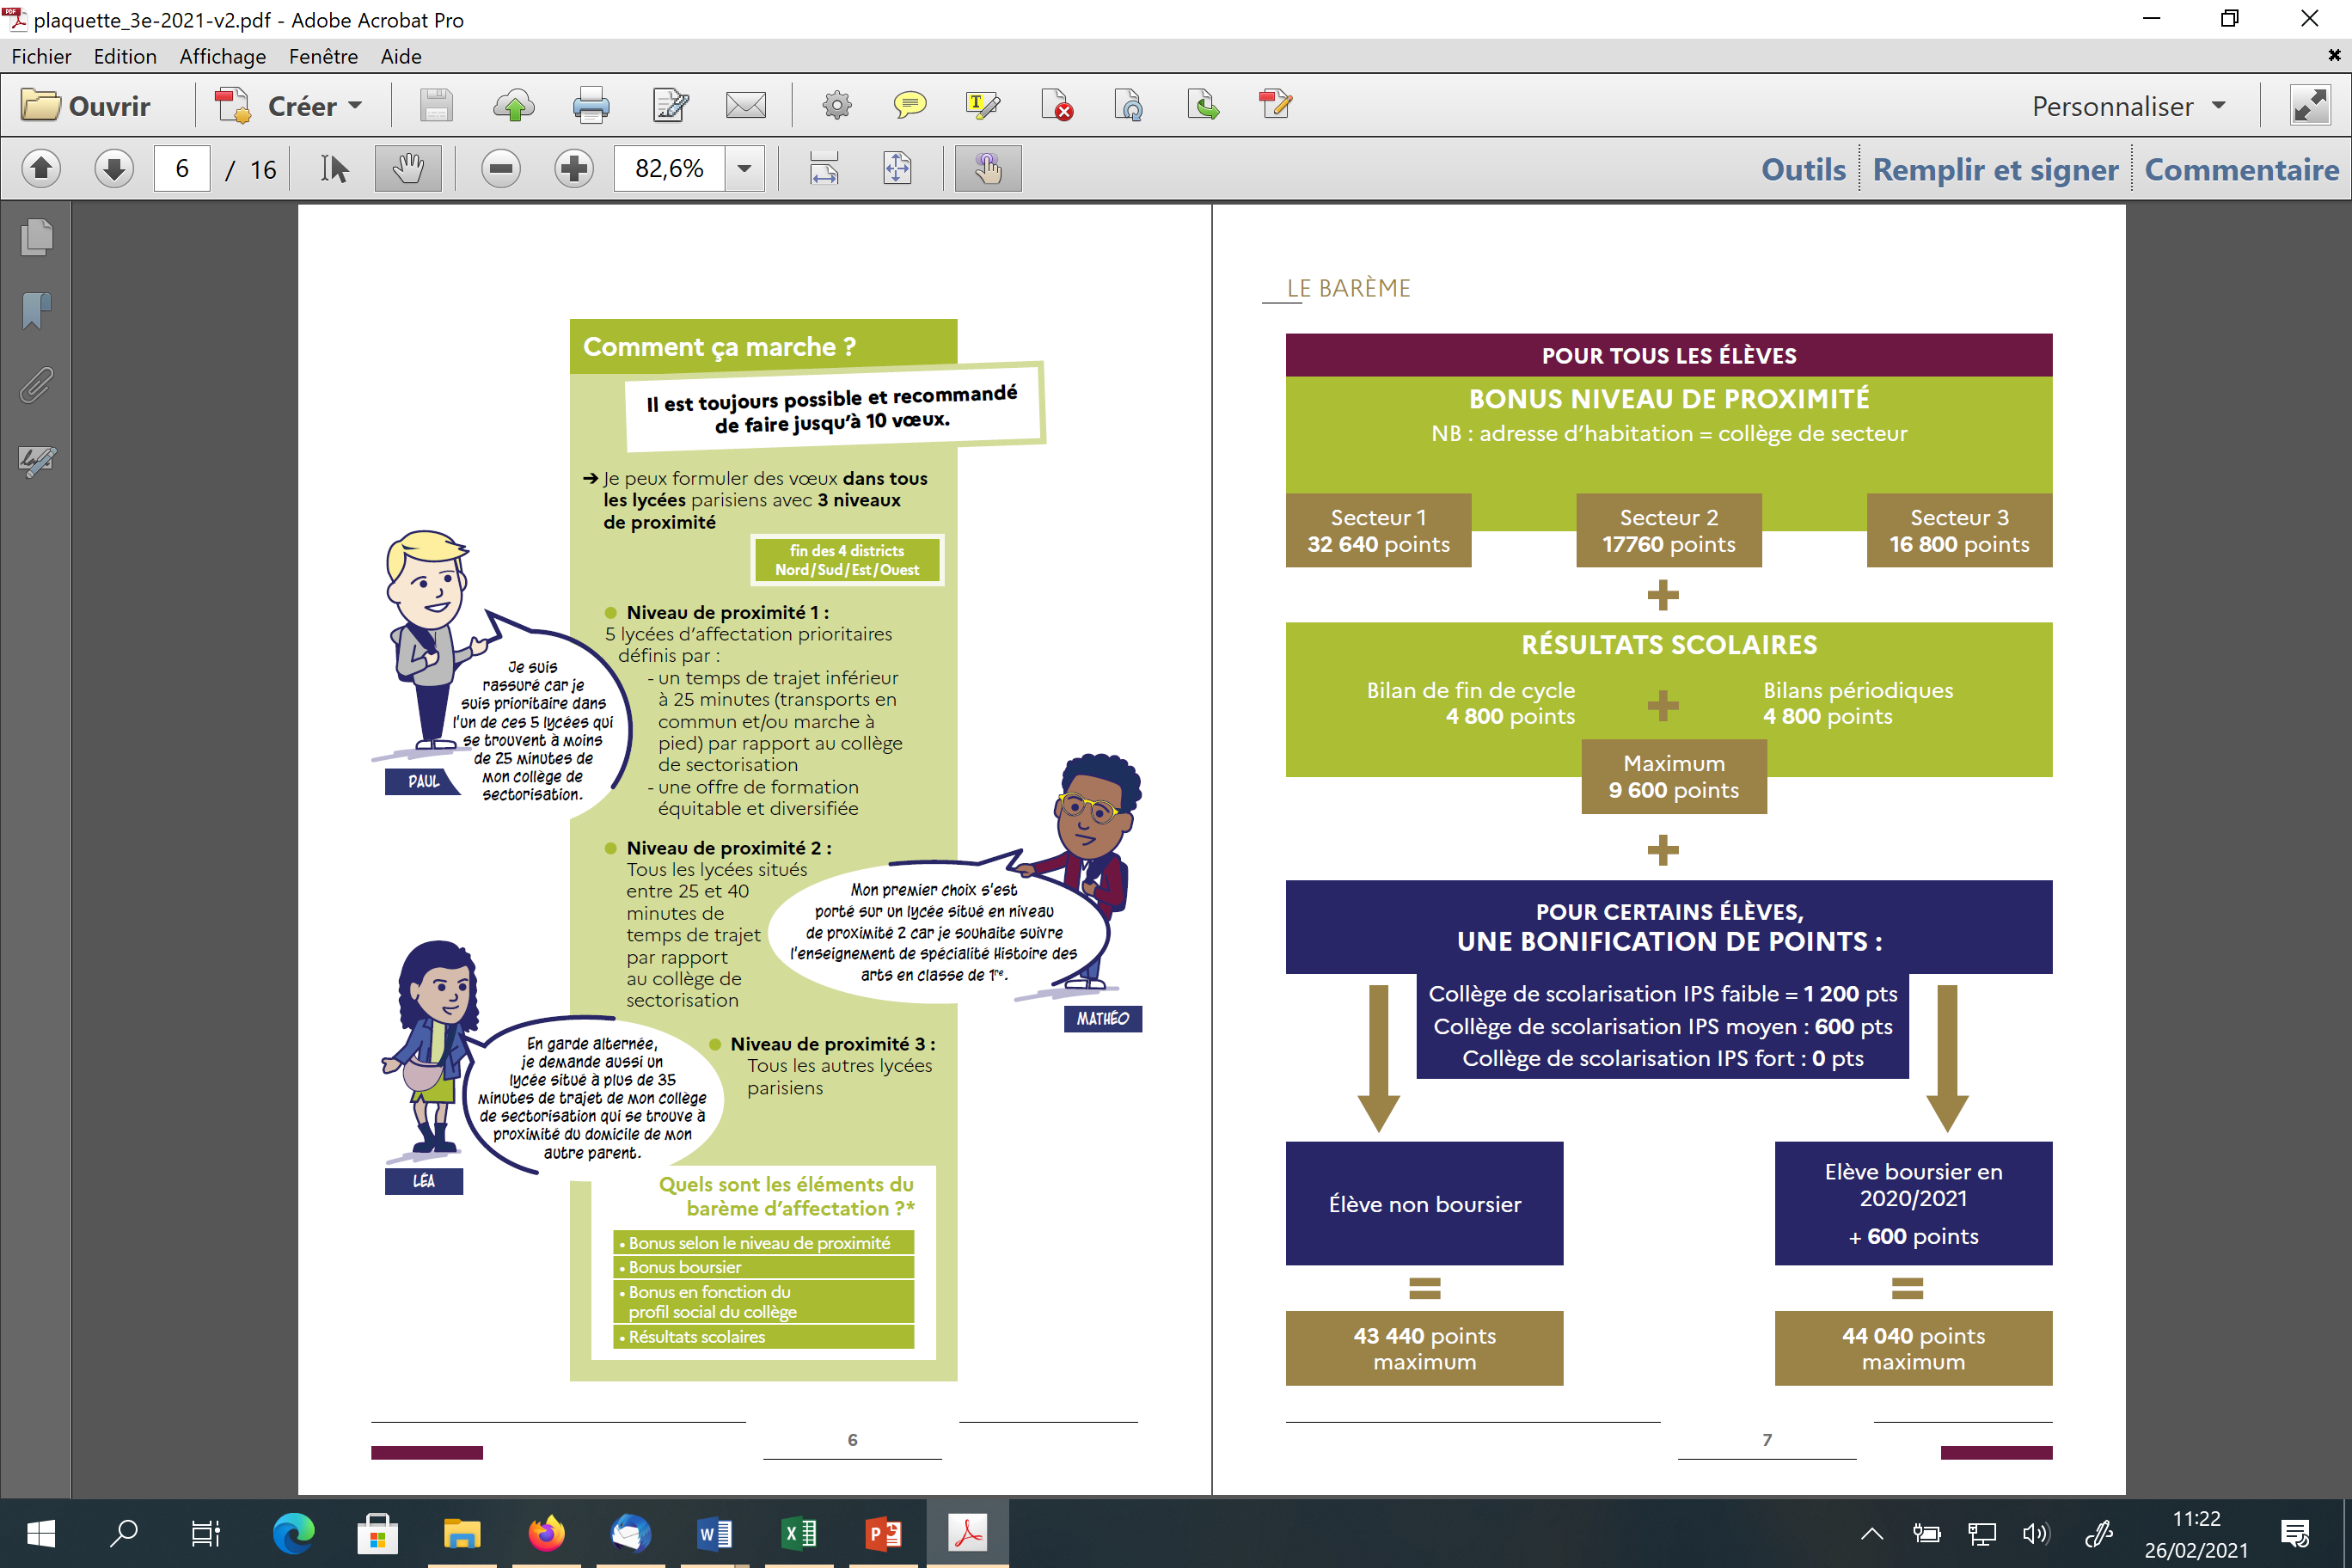 plaquette_3e-2021-v2.pdf - Adobe Acrobat Pro
Fichier Edition Affichage Fenêtre Aide
Ouvrir Créer Personnaliser
6 / 16 82,6% Outils Remplir et signer Commentaire
Comment ça marche ?
Il est toujours possible et recommandé
de faire jusqu'à 10 vœux.
➔ Je peux formuler des vœux dans tous
les lycées parisiens avec 3 niveaux
de proximité
fin des 4 districts
Nord/Sud/Est/Ouest
• Niveau de proximité 1 :
5 lycées d'affectation prioritaires
définis par :
- un temps de trajet inférieur
à 25 minutes (transports en
commun et/ou marche à
pied) par rapport au collège
de sectorisation
- une offre de formation
équitable et diversifiée
Je suis
rassuré car je
suis prioritaire dans
l'un de ces 5 lycées qui
se trouvent à moins
de 25 minutes de
mon collège de
sectorisation.
PAUL
• Niveau de proximité 2 :
Tous les lycées situés
entre 25 et 40
minutes de
temps de trajet
par rapport
au collège de
sectorisation
Mon premier choix s'est
porté sur un lycée situé en niveau
de proximité 2 car je souhaite suivre
l'enseignement de spécialité Histoire des
arts en classe de 1re.
MATHÉO
• Niveau de proximité 3 :
Tous les autres lycées
parisiens
En garde alternée,
je demande aussi un
lycée situé à plus de 35
minutes de trajet de mon collège
de sectorisation qui se trouve à
proximité du domicile de mon
autre parent.
LÉA
Quels sont les éléments du
barème d'affectation ?*
• Bonus selon le niveau de proximité
• Bonus boursier
• Bonus en fonction du
profil social du collège
• Résultats scolaires
6
LE BARÈME
POUR TOUS LES ÉLÈVES
BONUS NIVEAU DE PROXIMITÉ
NB : adresse d'habitation = collège de secteur
Secteur 1
32 640 points
Secteur 2
17760 points
Secteur 3
16 800 points
+
RÉSULTATS SCOLAIRES
Bilan de fin de cycle
4 800 points
+
Bilans périodiques
4 800 points
Maximum
9 600 points
+
POUR CERTAINS ÉLÈVES,
UNE BONIFICATION DE POINTS :
Collège de scolarisation IPS faible = 1 200 pts
Collège de scolarisation IPS moyen : 600 pts
Collège de scolarisation IPS fort : 0 pts
Élève non boursier
=
43 440 points
maximum
Elève boursier en
2020/2021
+ 600 points
=
44 040 points
maximum
7
11:22
26/02/2021